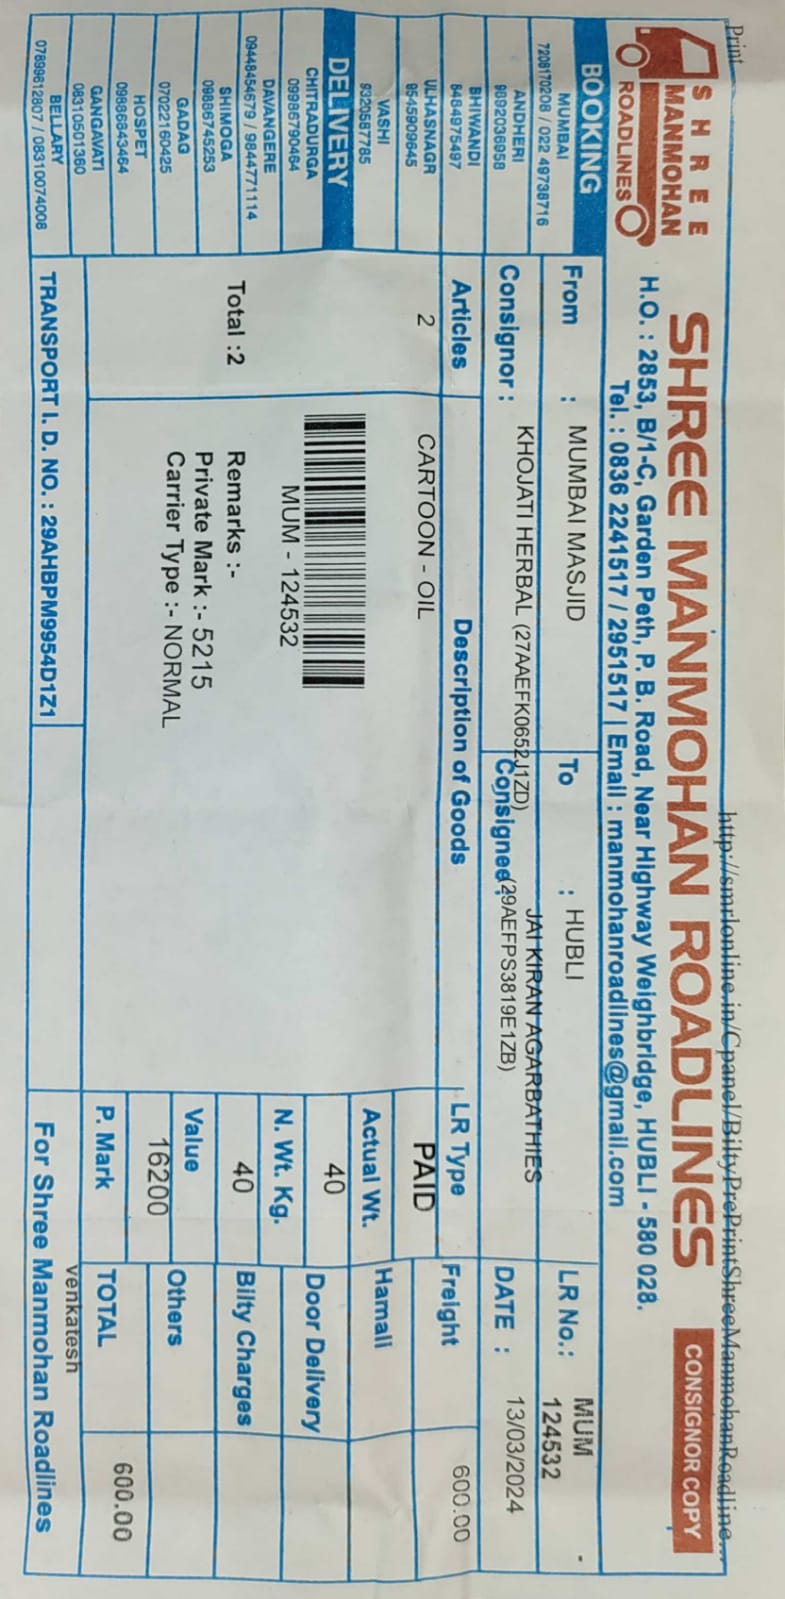 Print
http://smrlonline.in/Cpanel/BiltyPrePrintShreeManmohanRoadline...
SHREE
MANMOHAN
ROADLINES
SHREE MANMOHAN ROADLINES
CONSIGNOR COPY
H.O. : 2853, B/1-C, Garden Peth, P. B. Road, Near Highway Weighbridge, HUBLI - 580 028.
Tel. : 0836 2241517 / 2951517 | Email : manmohanroadlines@gmail.com
BOOKING
MUMBAI
7208170208 / 022 49738716
ANDHERI
9892036958
BHIWANDI
8484875497
ULHASNAGR
9545909645
VASHI
9320587785
DELIVERY
CHITRADURGA
09986790464
DAVANGERE
09448454679 / 9844771114
SHIMOGA
09886745253
GADAG
07022160425
HOSPET
09886843464
GANGAVATI
08310501360
BELLARY
07899612807 / 08310074008
From : MUMBAI MASJID
To : HUBLI
LR No.: MUM -
124532
Consignor : KHOJATI HERBAL (27AAEFK0652J1ZD)
Consignee : JAI KIRAN AGARBATHIES
(29AEFPS3819E1ZB)
DATE : 13/03/2024
Articles Description of Goods LR Type Freight 600.00
2 CARTOON - OIL PAID
Actual Wt. Hamali
40
MUM - 124532
Door Delivery
N. Wt. Kg.
Total :2 Remarks :- 40 Bilty Charges
Private Mark :- 5215
Value Others
Carrier Type :- NORMAL
16200
P. Mark TOTAL 600.00
TRANSPORT I. D. NO. : 29AHBPM9954D1Z1
venkatesh
For Shree Manmohan Roadlines